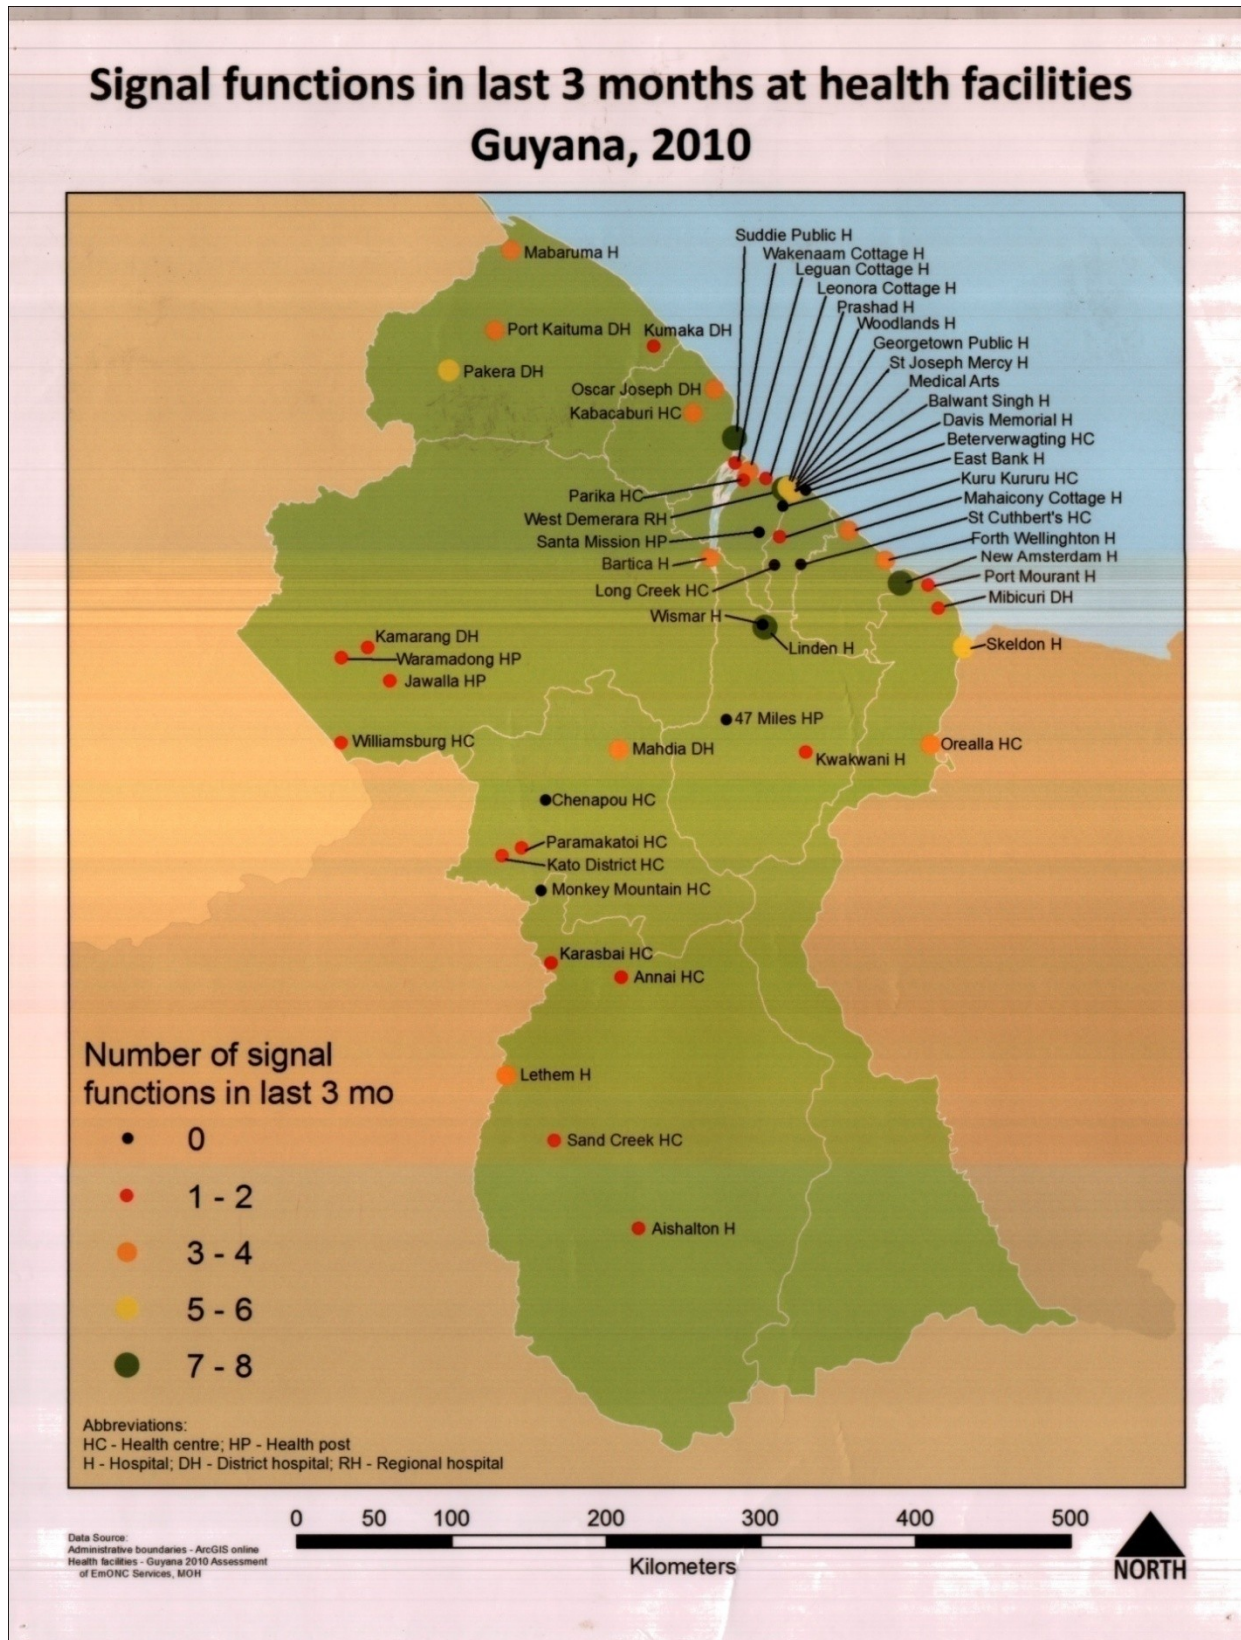 Signal functions in last 3 months at health facilities
Guyana, 2010
Suddie Public H
Wakenaam Cottage H
Leguan Cottage H
Leonora Cottage H
Prashad H
Woodlands H
Georgetown Public H
St Joseph Mercy H
Medical Arts
Balwant Singh H
Davis Memorial H
Beterverwagting HC
East Bank H
Kuru Kururu HC
Mahaicony Cottage H
St Cuthbert's HC
Forth Wellinghton H
New Amsterdam H
Port Mourant H
Mibicuri DH
Skeldon H
Mabaruma H
Port Kaituma DH
Kumaka DH
Pakera DH
Oscar Joseph DH
Kabacaburi HC
Parika HC
West Demerara RH
Santa Mission HP
Bartica H
Long Creek HC
Wismar H
Linden H
Kamarang DH
Waramadong HP
Jawalla HP
47 Miles HP
Williamsburg HC
Mahdia DH
Kwakwani H
Orealla HC
Chenapou HC
Paramakatoi HC
Kato District HC
Monkey Mountain HC
Karasbai HC
Annai HC
Lethem H
Sand Creek HC
Aishalton H
Number of signal
functions in last 3 mo
0
1 - 2
3 - 4
5 - 6
7 - 8
Abbreviations:
HC - Health centre; HP - Health post
H - Hospital; DH - District hospital; RH - Regional hospital
0 50 100 200 300 400 500
Kilometers
NORTH
Data Source:
Administrative boundaries - ArcGIS online
Health facilities - Guyana 2010 Assessment
of EmONC Services, MOH